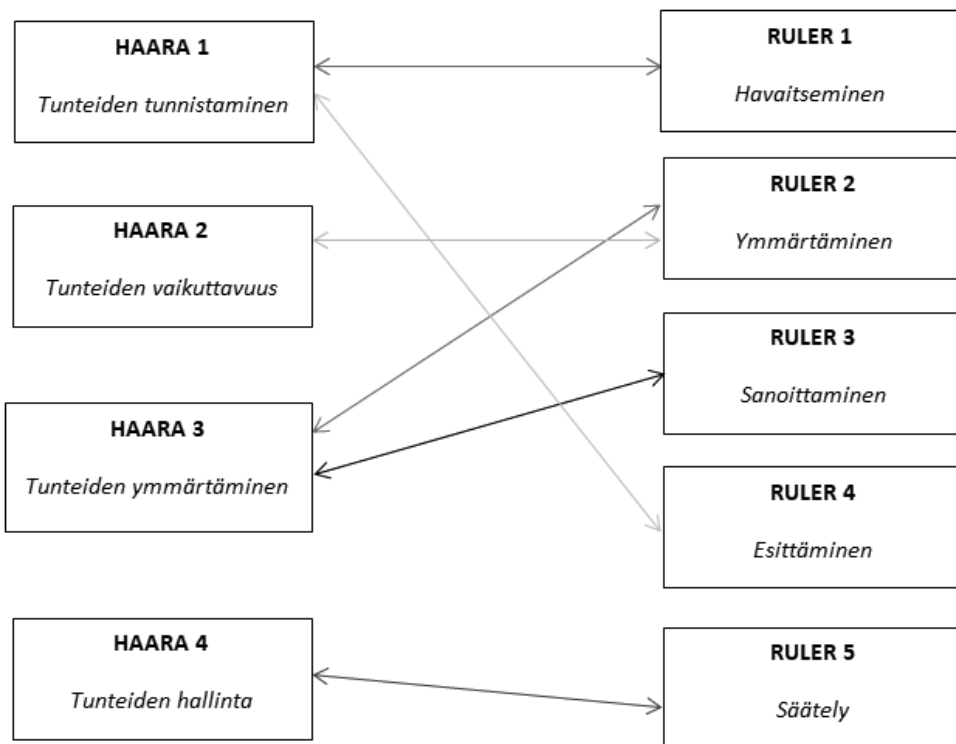 HAARA 1
Tunteiden tunnistaminen
HAARA 2
Tunteiden vaikuttavuus
HAARA 3
Tunteiden ymmärtäminen
HAARA 4
Tunteiden hallinta
RULER 1
Havaitseminen
RULER 2
Ymmärtäminen
RULER 3
Sanoittaminen
RULER 4
Esittäminen
RULER 5
Säätely